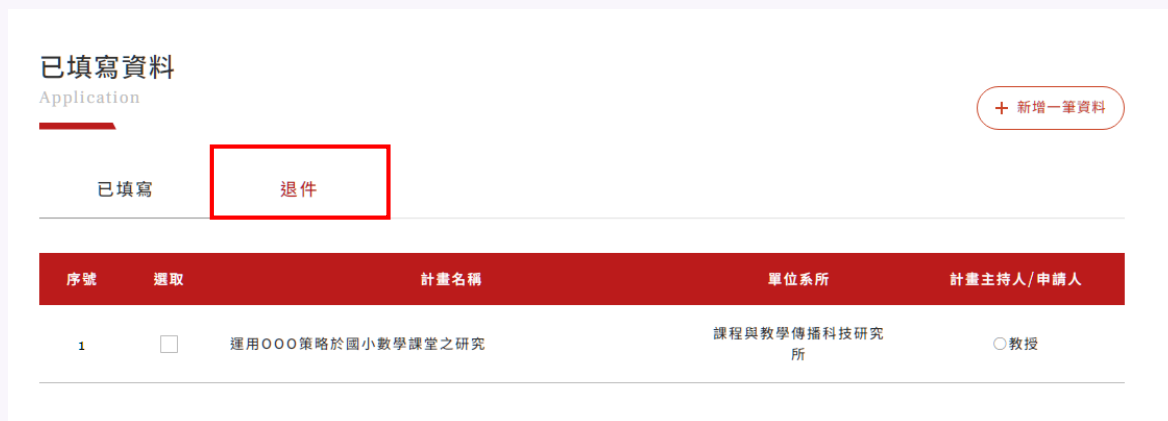 已填寫資料
Application
+ 新增一筆資料
已填寫 退件
序號 選取 計畫名稱 單位系所 計畫主持人/申請人
1 運用OOO策略於國小數學課堂之研究 課程與教學傳播科技研究 ○教授
所